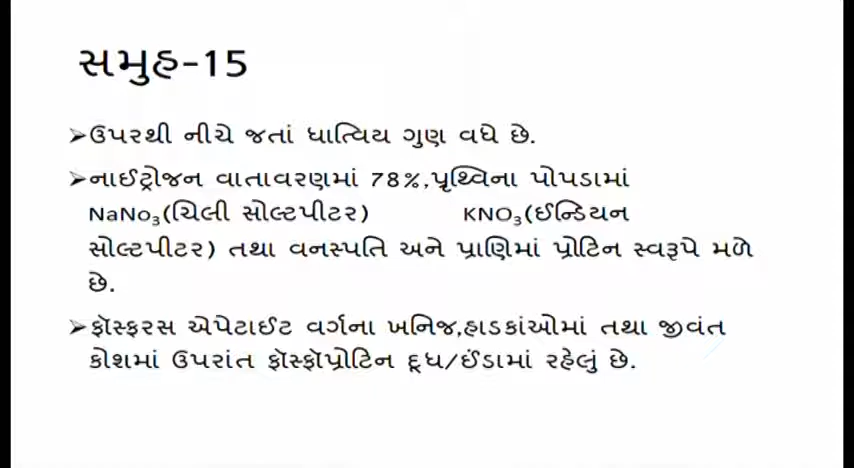 સમુહ-15
➢ઉપરથી નીચે જતાં ધાત્વિય ગુણ વધે છે.
➢નાઈટ્રોજન વાતાવરણમાં 78%,પૃથ્વિના પોપડામાં
NaNo₃(ચિલી સોલ્ટપીટર) KNO₃(ઈન્ડિયન
સોલ્ટપીટર) તથા વનસ્પતિ અને પ્રાણિમાં પ્રોટિન સ્વરૂપે મળે
છે.
➢ફૉસ્ફરસ એપેટાઈટ વર્ગના ખનિજ,હાડકાંઓમાં તથા જીવંત
કોશમાં ઉપરાંત ફૉસ્ફૉપ્રોટિન દૂધ/ઈંડામાં રહેલું છે.